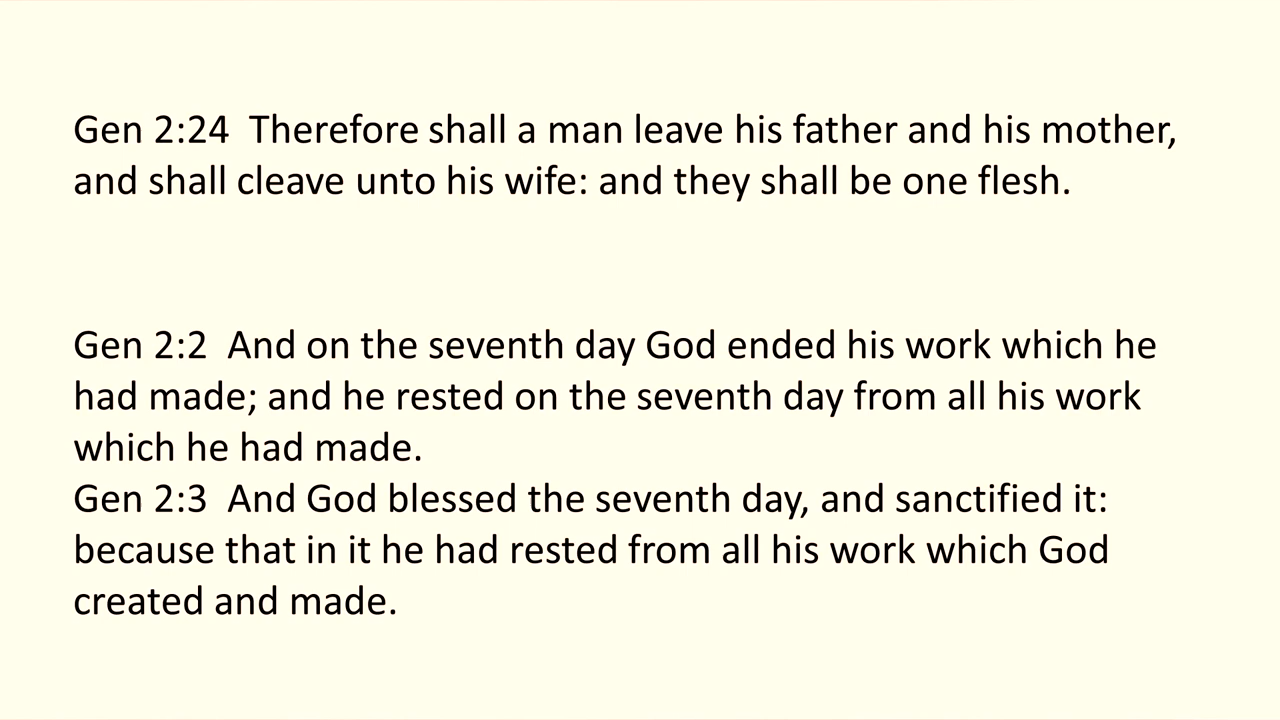 Gen 2:24  Therefore shall a man leave his father and his mother,
and shall cleave unto his wife: and they shall be one flesh.
Gen 2:2  And on the seventh day God ended his work which he
had made; and he rested on the seventh day from all his work
which he had made.
Gen 2:3  And God blessed the seventh day, and sanctified it:
because that in it he had rested from all his work which God
created and made.